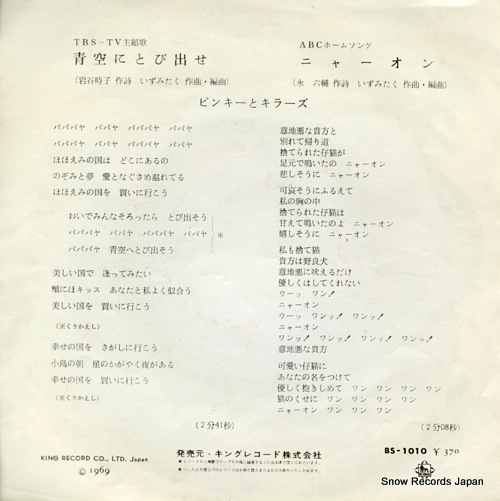 TBS-TV主題歌
青空にとび出せ
(岩谷時子 作詩 いずみたく 作曲・編曲)
ABCホームソング
ニャーオン
(永 六輔 作詩 いずみたく 作曲・編曲)
ピンキーとキラーズ
パパパヤ パパヤ パパパヤ パパヤ
パパパヤ パパヤ パパパヤ パパヤ
ほほえみの国は どこにあるの
のぞみと夢 愛となぐさめ溢れてる
ほほえみの国を 買いに行こう
おいでみんなそろったら とび出そう
パパパヤ パパヤ パパパヤ パパヤ ※
パパパヤ 青空へとび出そう
美しい国で 逢ってみたい
頬にほキッス あなたと私よく似合う
美しい国を 買いに行こう
(※くりかえし)
幸せの国を さがしに行こう
小鳥の朝 星のかがやく夜がある
幸せの国を 買いに行こう
(※くりかえし)
(2分41秒)
意地悪な貴方と
別れて帰り道
捨てられた仔猫が
足元で鳴いたの ニャーオン
悲しそうに ニャーオン
可哀そうにふるえて
私の胸の中
捨てられた仔猫は
甘えて鳴いたのよ ニャーオン
嬉しそうに ニャーオン
私も捨て猫
貴方は野良犬
意地悪に吠えるだけ
優しくはしてくれない
ウーッ ワン!
ニャーオン
ウーッ ワンッ! ワンッ!
ニャーオン
ワンッ! ワンッ! ワンッ! ワンッ!
意地悪な貴方
可愛い仔猫に
あなたの名をつけて
優しく抱きしめて ワン ワン ワン ワン
猫のくせに ワン ワン ワン ワン
ニャーオン ワン ワン ワン
(2分08秒)
KING RECORD CO., LTD. Japan
© 1969
発売元・キングレコード株式会社
BS-1010 ¥370
Snow Records Japan(c)